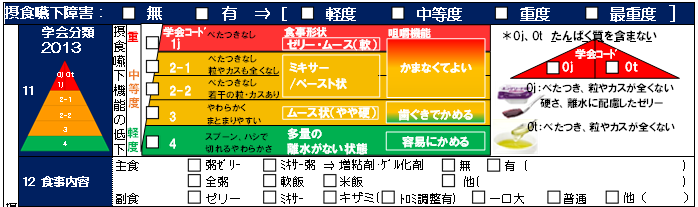 摂食嚥下障害： □ 無 □ 有 ⇒ [ □ 軽度 □ 中等度 □ 重度 □ 最重度 ]
11
学会分類
2013
0j 0t
1j
2-1
2-2
3
4
摂食嚥下機能の低下
重度
中等度
軽度
学会コード
1j
べたつきなし
食事形状
ゼリー・ムース(軟)
咀嚼機能
2-1
べたつきなし
粒やカスも全くなく
2-2
べたつきなし
若干の粒・カスあり
ミキサー
/ペースト状
かまなくてよい
3
やわらかく
まとまりやすい
ムース状(やや硬)
歯ぐきでかめる
4
スプーン、ハシで
切れるやわらかさ
多量の
離水がない状態
容易にかめる
*0j、0t たんぱく質を含まない
学会コード
□ 0j □ 0t
0j：べたつき、粒やカスが全くない
硬さ、離水に配慮したゼリー
0t：べたつき、粒やカスが全くない
12 食事内容
主食 □ 粥ゼリー □ ミキサー粥 ⇒ 増粘剤・ゲル化剤 □ 無 □ 有 ( )
□ 全粥 □ 軟飯 □ 米飯 □ /他( )
副食 □ ゼリー □ ミキサー □ キザミ( □ トロミ調整有) □ 一口大 □ 普通 □ 他 ( )